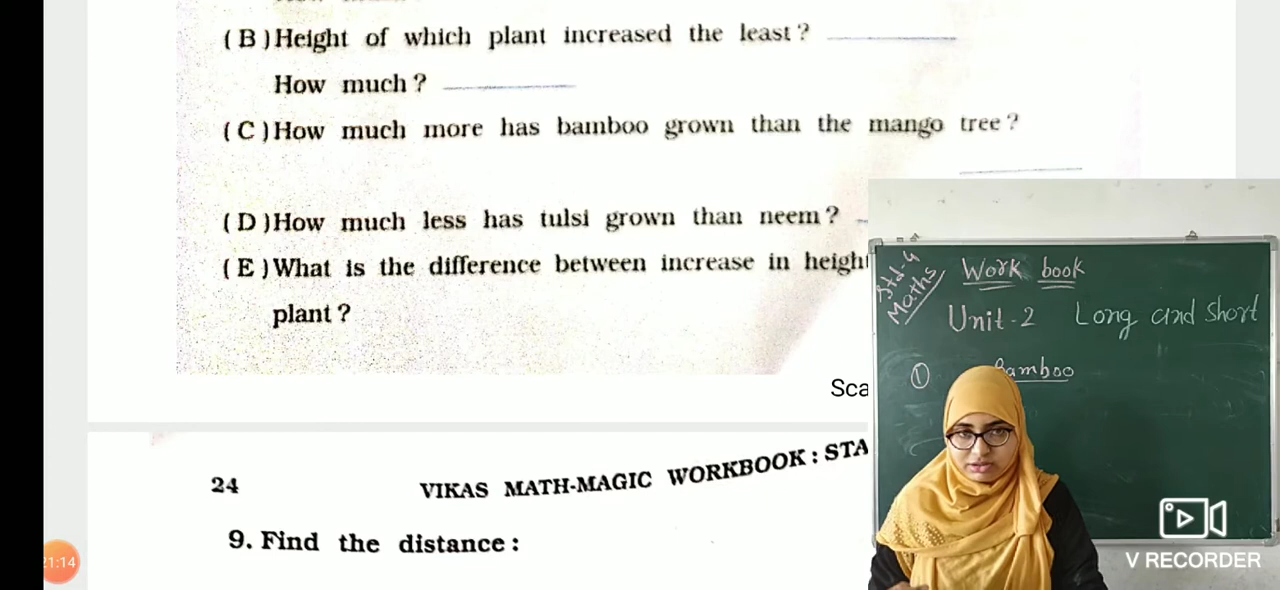 ( B ) Height of which plant increased the least ?
How much ?
( C ) How much more has bamboo grown than the mango tree ?
( D ) How much less has tulsi grown than neem ?
( E ) What is the difference between increase in height
plant ?
Sca
24
VIKAS MATH-MAGIC WORKBOOK : STA
9. Find the distance :
21:14
Std-4
Maths
Work book
Unit-2 Long and short
① Bamboo
V RECORDER